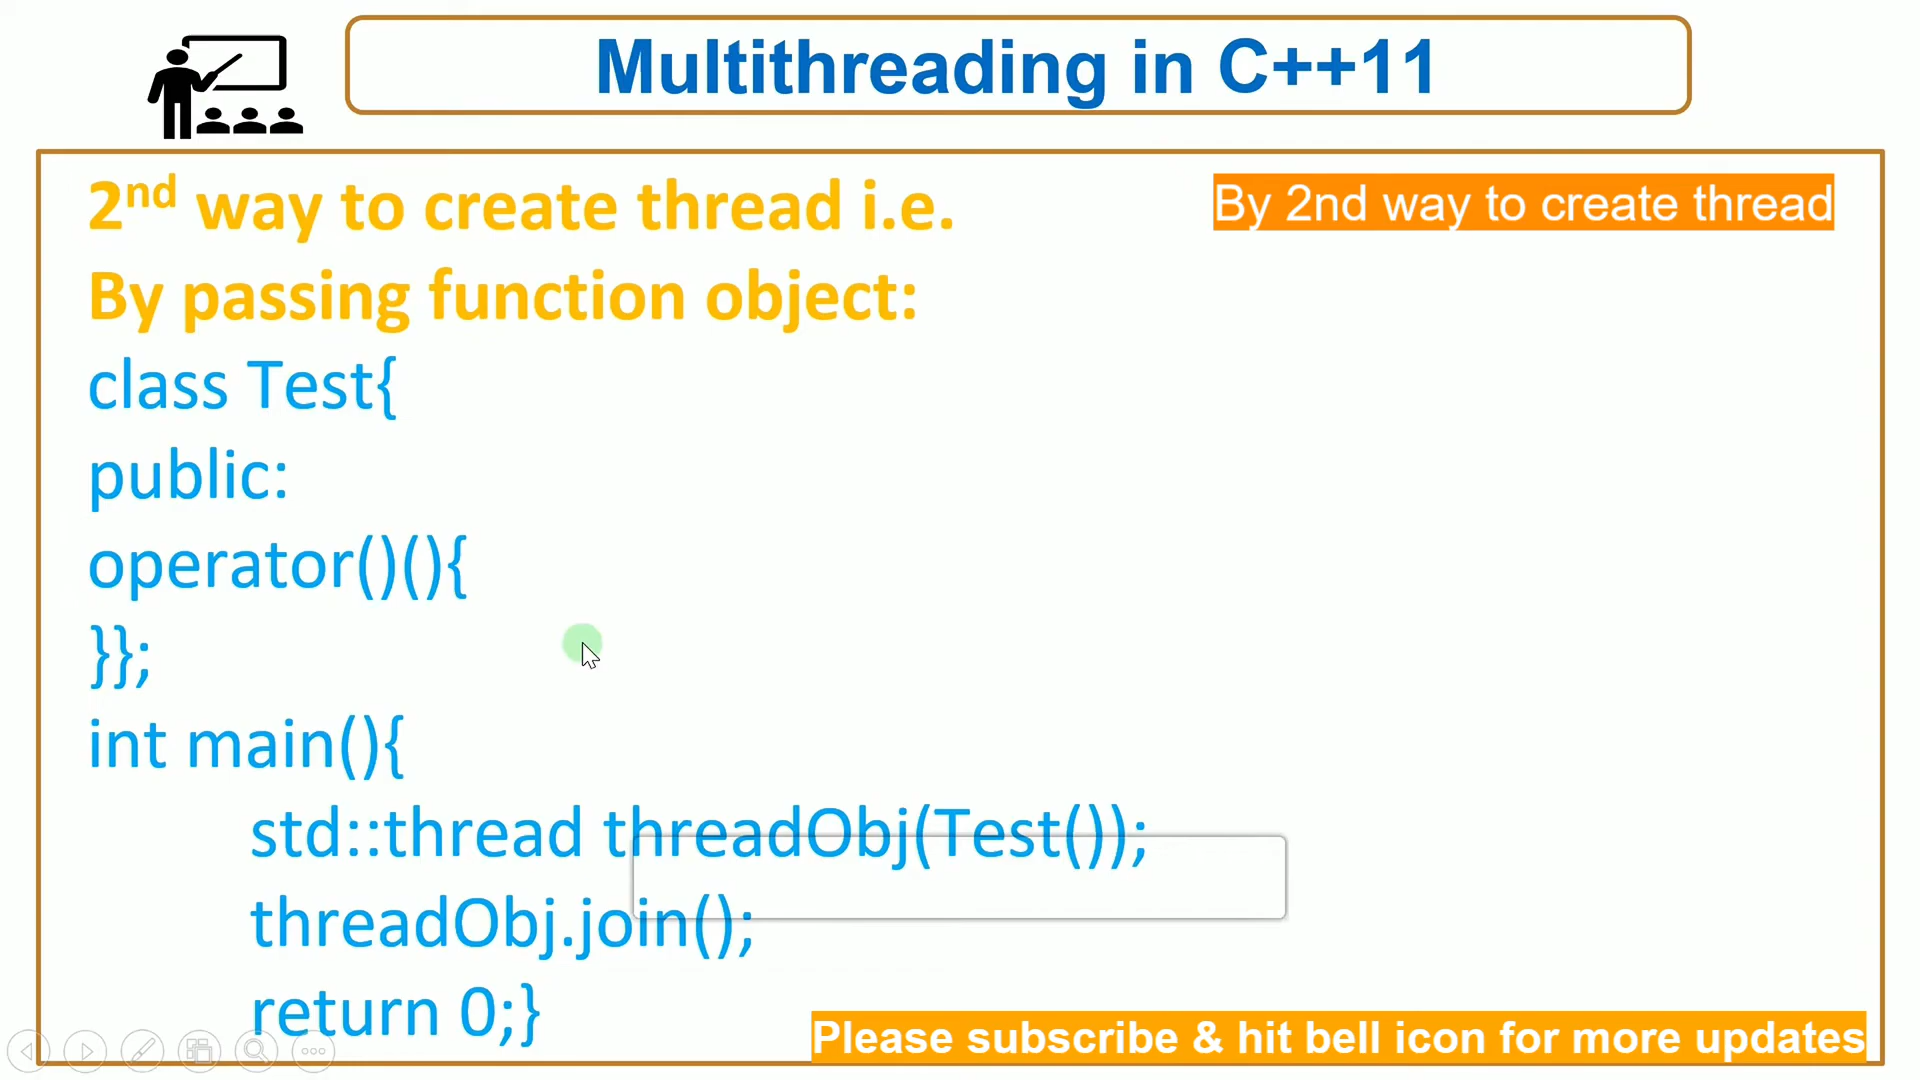 Multithreading in C++11
2nd way to create thread i.e.
By 2nd way to create thread
By passing function object:
class Test{
public:
operator()(){
}};
int main(){
std::thread threadObj(Test());
threadObj.join();
return 0;}
Please subscribe & hit bell icon for more updates